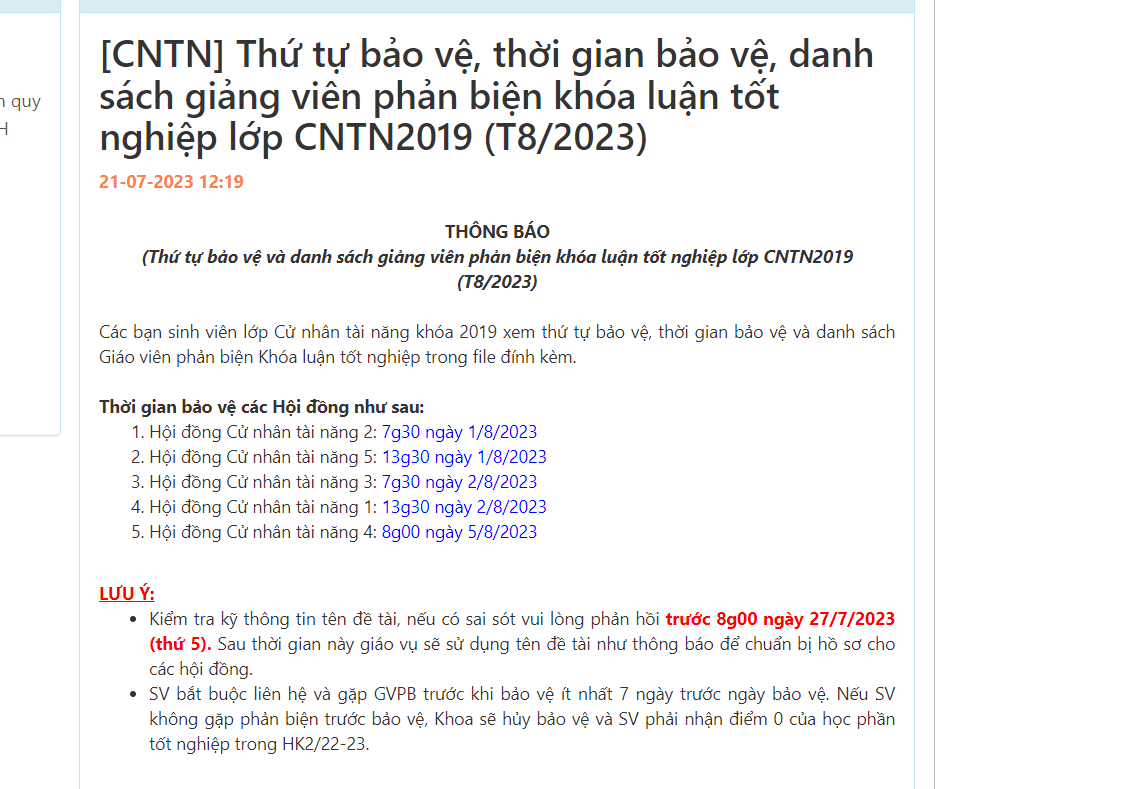 n quy
H
[CNTN] Thứ tự bảo vệ, thời gian bảo vệ, danh
sách giảng viên phản biện khóa luận tốt
nghiệp lớp CNTN2019 (T8/2023)
21-07-2023 12:19
THÔNG BÁO
(Thứ tự bảo vệ và danh sách giảng viên phản biện khóa luận tốt nghiệp lớp CNTN2019
(T8/2023)
Các bạn sinh viên lớp Cử nhân tài năng khóa 2019 xem thứ tự bảo vệ, thời gian bảo vệ và danh sách
Giáo viên phản biện Khóa luận tốt nghiệp trong file đính kèm.
Thời gian bảo vệ các Hội đồng như sau:
1. Hội đồng Cử nhân tài năng 2: 7g30 ngày 1/8/2023
2. Hội đồng Cử nhân tài năng 5: 13g30 ngày 1/8/2023
3. Hội đồng Cử nhân tài năng 3: 7g30 ngày 2/8/2023
4. Hội đồng Cử nhân tài năng 1: 13g30 ngày 2/8/2023
5. Hội đồng Cử nhân tài năng 4: 8g00 ngày 5/8/2023
LƯU Ý:
• Kiểm tra kỹ thông tin tên đề tài, nếu có sai sót vui lòng phản hồi trước 8g00 ngày 27/7/2023
(thứ 5). Sau thời gian này giáo vụ sẽ sử dụng tên đề tài như thông báo để chuẩn bị hồ sơ cho
các hội đồng.
• SV bắt buộc liên hệ và gặp GVPB trước khi bảo vệ ít nhất 7 ngày trước ngày bảo vệ. Nếu SV
không gặp phản biện trước bảo vệ, Khoa sẽ hủy bảo vệ và SV phải nhận điểm 0 của học phần
tốt nghiệp trong HK2/22-23.